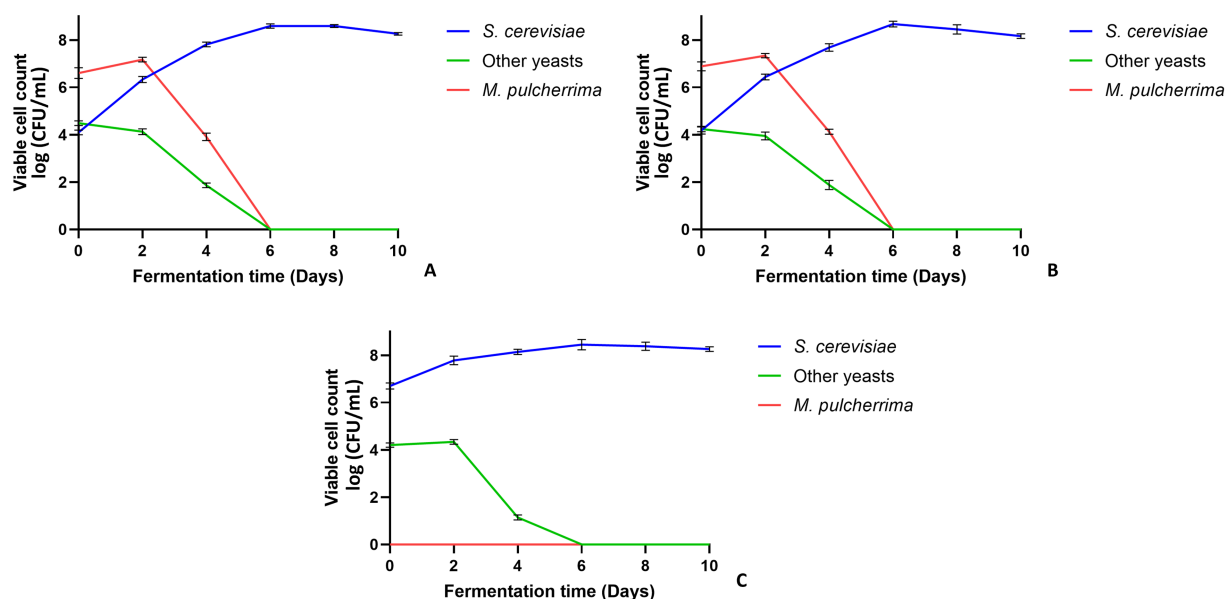 8
6
4
2
0
Viable cell count
log (CFU/mL)
0 2 4 6 8 10
Fermentation time (Days)
S. cerevisiae
Other yeasts
M. pulcherrima
A
8
6
4
2
0
Viable cell count
log (CFU/mL)
0 2 4 6 8 10
Fermentation time (Days)
S. cerevisiae
Other yeasts
M. pulcherrima
B
8
6
4
2
0
Viable cell count
log (CFU/mL)
0 2 4 6 8 10
Fermentation time (Days)
S. cerevisiae
Other yeasts
M. pulcherrima
C